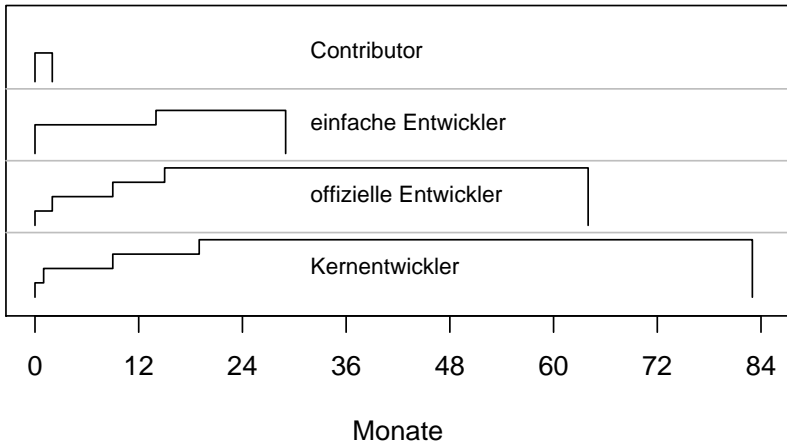 Contributor
einfache Entwickler
offizielle Entwickler
Kernentwickler
0 12 24 36 48 60 72 84
Monate